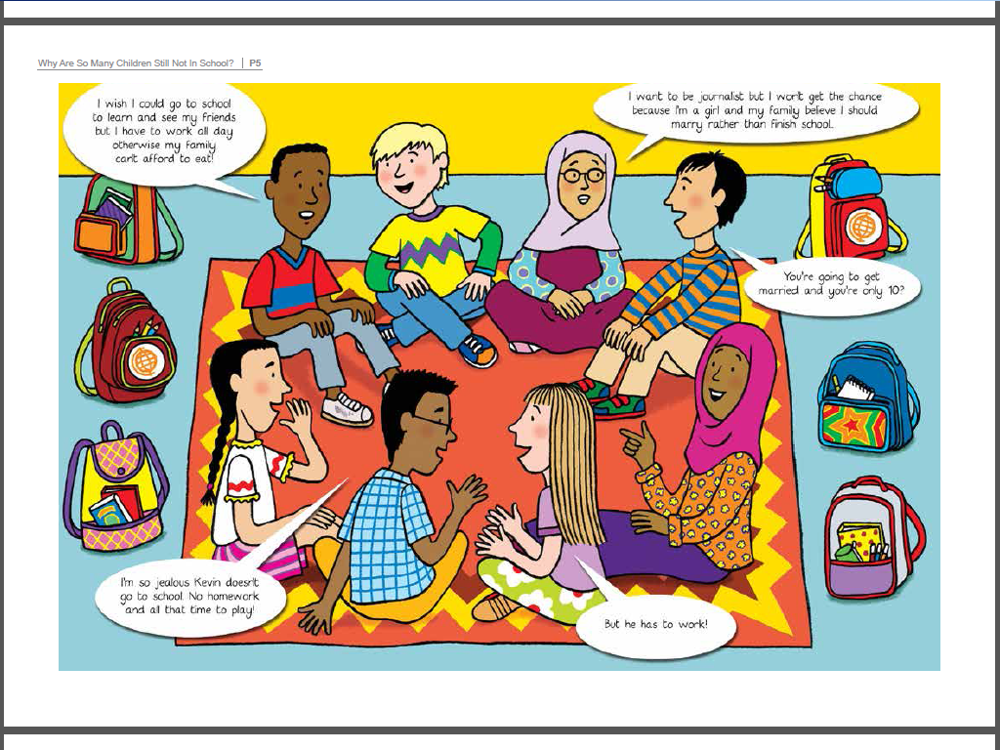 Why Are So Many Children Still Not In School? | P5
I wish I could go to school
to learn and see my friends
but I have to work all day
otherwise my family
can't afford to eat!
I want to be journalist but I won't get the chance
because I'm a girl and my family believe I should
marry rather than finish school.
You're going to get
married and you're only 10?
I'm so jealous Kevin doesn't
go to school. No homework
and all that time to play!
But he has to work!